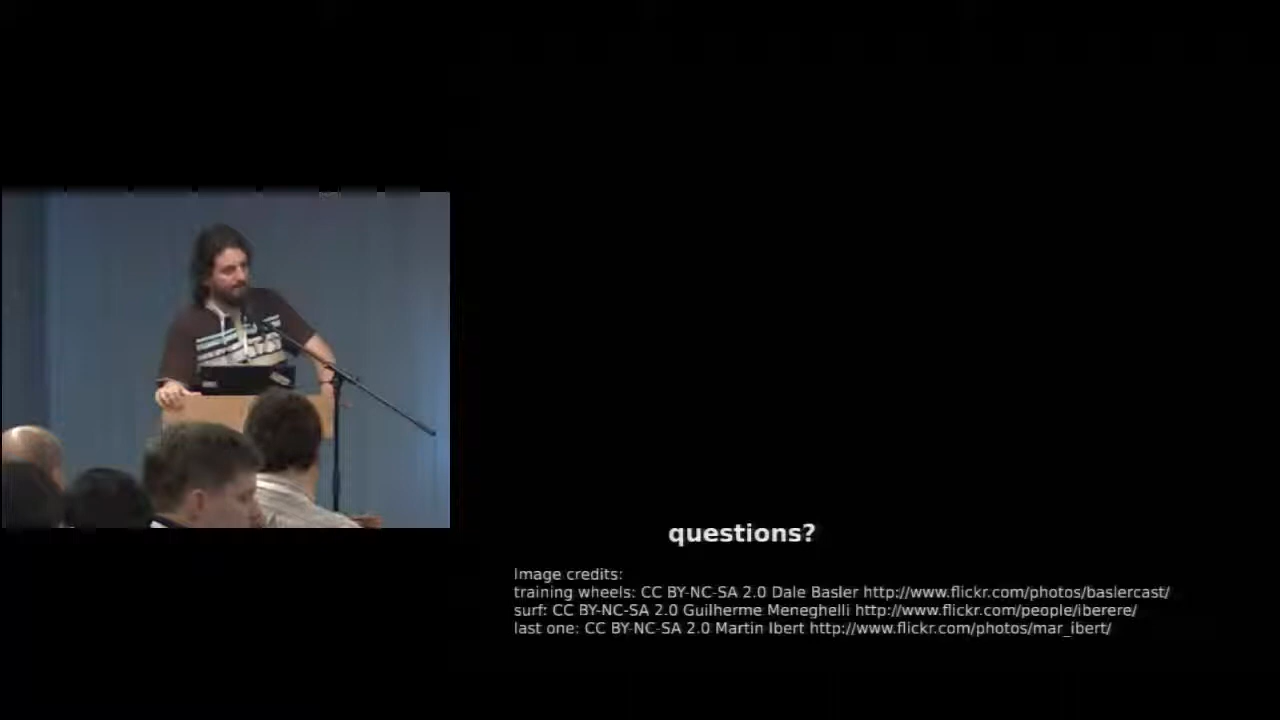 questions?
Image credits:
training wheels: CC BY-NC-SA 2.0 Dale Basler http://www.flickr.com/photos/baslercast/
surf: CC BY-NC-SA 2.0 Guilherme Meneghelli http://www.flickr.com/people/iberere/
last one: CC BY-NC-SA 2.0 Martin Ibert http://www.flickr.com/photos/mar_ibert/